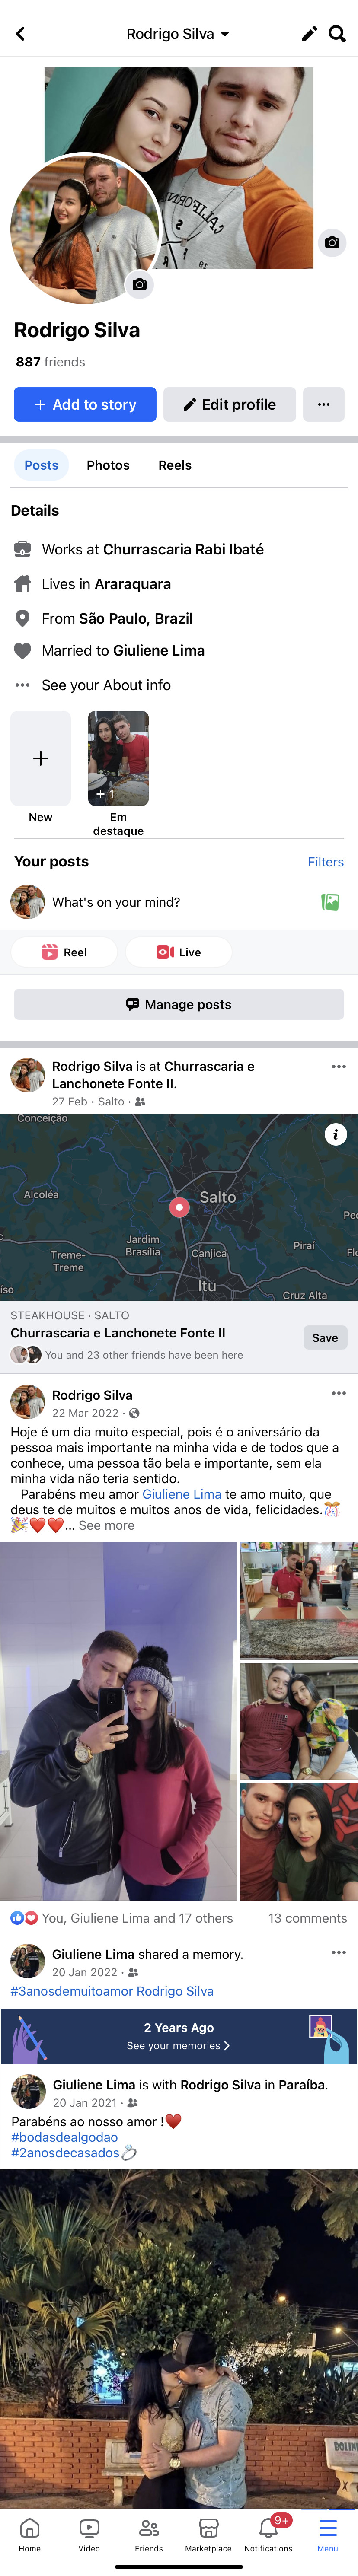 Rodrigo Silva
CALIFORNIA
Rodrigo Silva
887 friends
+ Add to story
Edit profile
Posts
Photos
Reels
Details
Works at Churrascaria Rabi Ibaté
Lives in Araraquara
From São Paulo, Brazil
Married to Giuliene Lima
See your About info
+ 1
New
Em
destaque
Your posts
Filters
What's on your mind?
Reel
Live
Manage posts
Rodrigo Silva is at Churrascaria e
Lanchonete Fonte II.
27 Feb · Salto ·
Conceição
Alcoléa
Salto
Jardim
Brasília
Piraí
Treme-
Treme
Canjica
Itu
Cruz Alta
STEAKHOUSE · SALTO
Churrascaria e Lanchonete Fonte II
Save
You and 23 other friends have been here
Rodrigo Silva
22 Mar 2022 ·
Hoje é um dia muito especial, pois é o aniversário da
pessoa mais importante na minha vida e de todos que a
conhece, uma pessoa tão bela e importante, sem ela
minha vida não teria sentido.
Parabéns meu amor Giuliene Lima te amo muito, que
deus te de muitos e muitos anos de vida, felicidades.🎊
🎉❤️❤️... See more
You, Giuliene Lima and 17 others
13 comments
Giuliene Lima shared a memory.
20 Jan 2022 ·
#3anosdemuitoamor Rodrigo Silva
2 Years Ago
See your memories >
Giuliene Lima is with Rodrigo Silva in Paraíba.
20 Jan 2021 ·
Parabéns ao nosso amor !❤️
#bodasdealgodao
#2anosdecasados💍
9+
Home
Video
Friends
Marketplace
Notifications
Menu